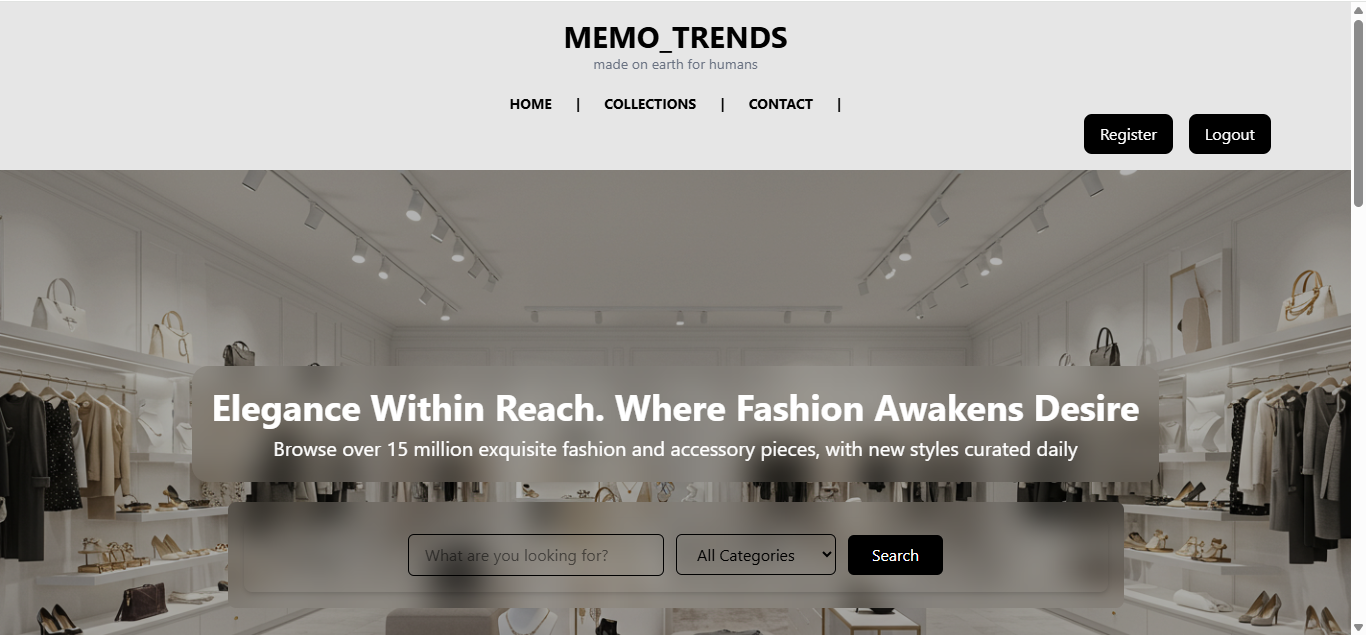 MEMO_TRENDS
made on earth for humans
HOME | COLLECTIONS | CONTACT |
Register Logout
Elegance Within Reach. Where Fashion Awakens Desire
Browse over 15 million exquisite fashion and accessory pieces, with new styles curated daily
What are you looking for? All Categories Search